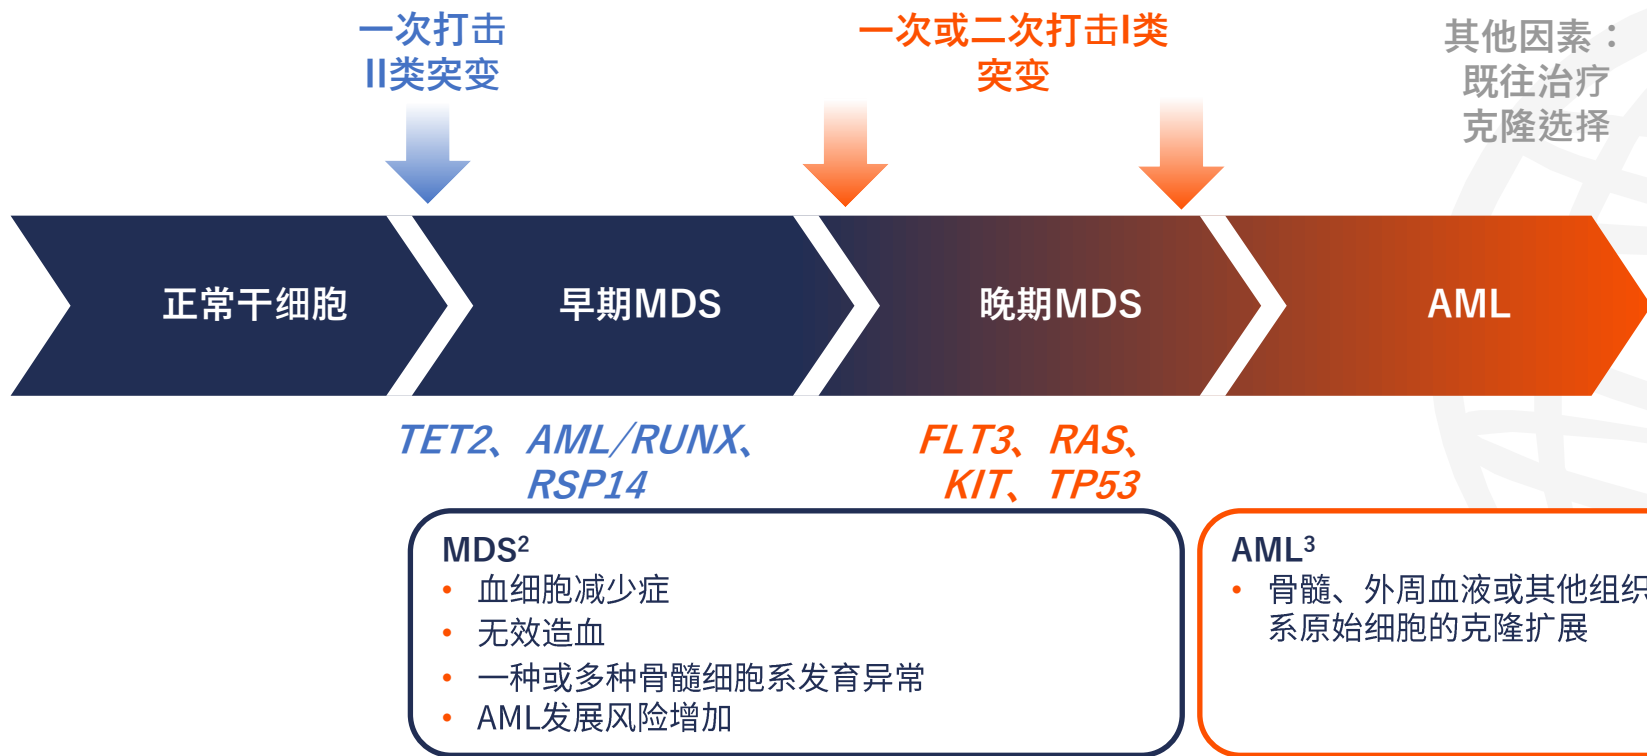 一次打击
II类突变
一次或二次打击I类
突变
其他因素：
既往治疗
克隆选择
正常干细胞
早期MDS
晚期MDS
AML
TET2、AML/RUNX、
RSP14
FLT3、RAS、
KIT、TP53
MDS²
• 血细胞减少症
• 无效造血
• 一种或多种骨髓细胞系发育异常
• AML发展风险增加
AML³
• 骨髓、外周血液或其他组织
系原始细胞的克隆扩展